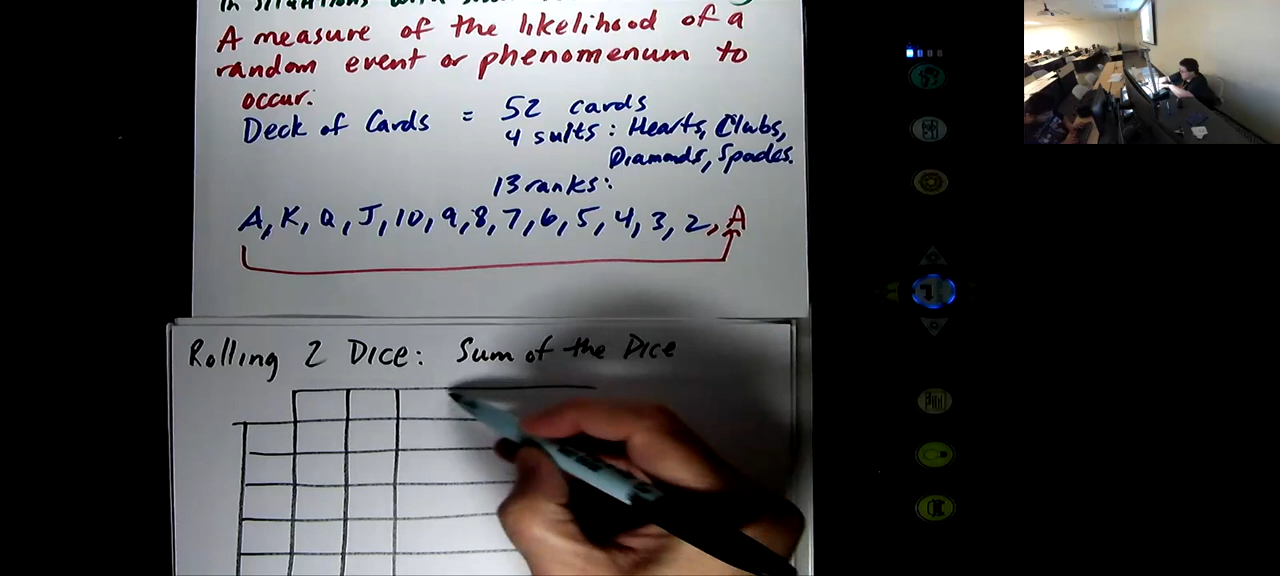 A measure of the likelihood of a
random event or phenomenum to
occur.
Deck of Cards = 52 cards
4 suits: Hearts, Clubs,
Diamonds, Spades.
13 ranks:
A, K, Q, J, 10, 9, 8, 7, 6, 5, 4, 3, 2, A
Rolling 2 Dice: Sum of the Dice